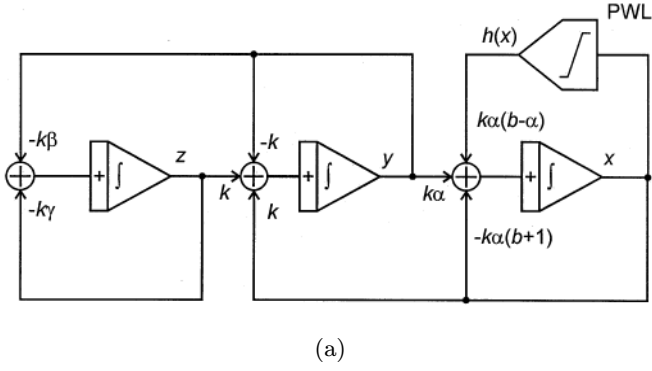 PWL
h(x)
-kβ
-k
kα(b-α)
+
∫
z
+
∫
y
+
∫
x
k
kα
-kγ
k
-kα(b+1)
(a)